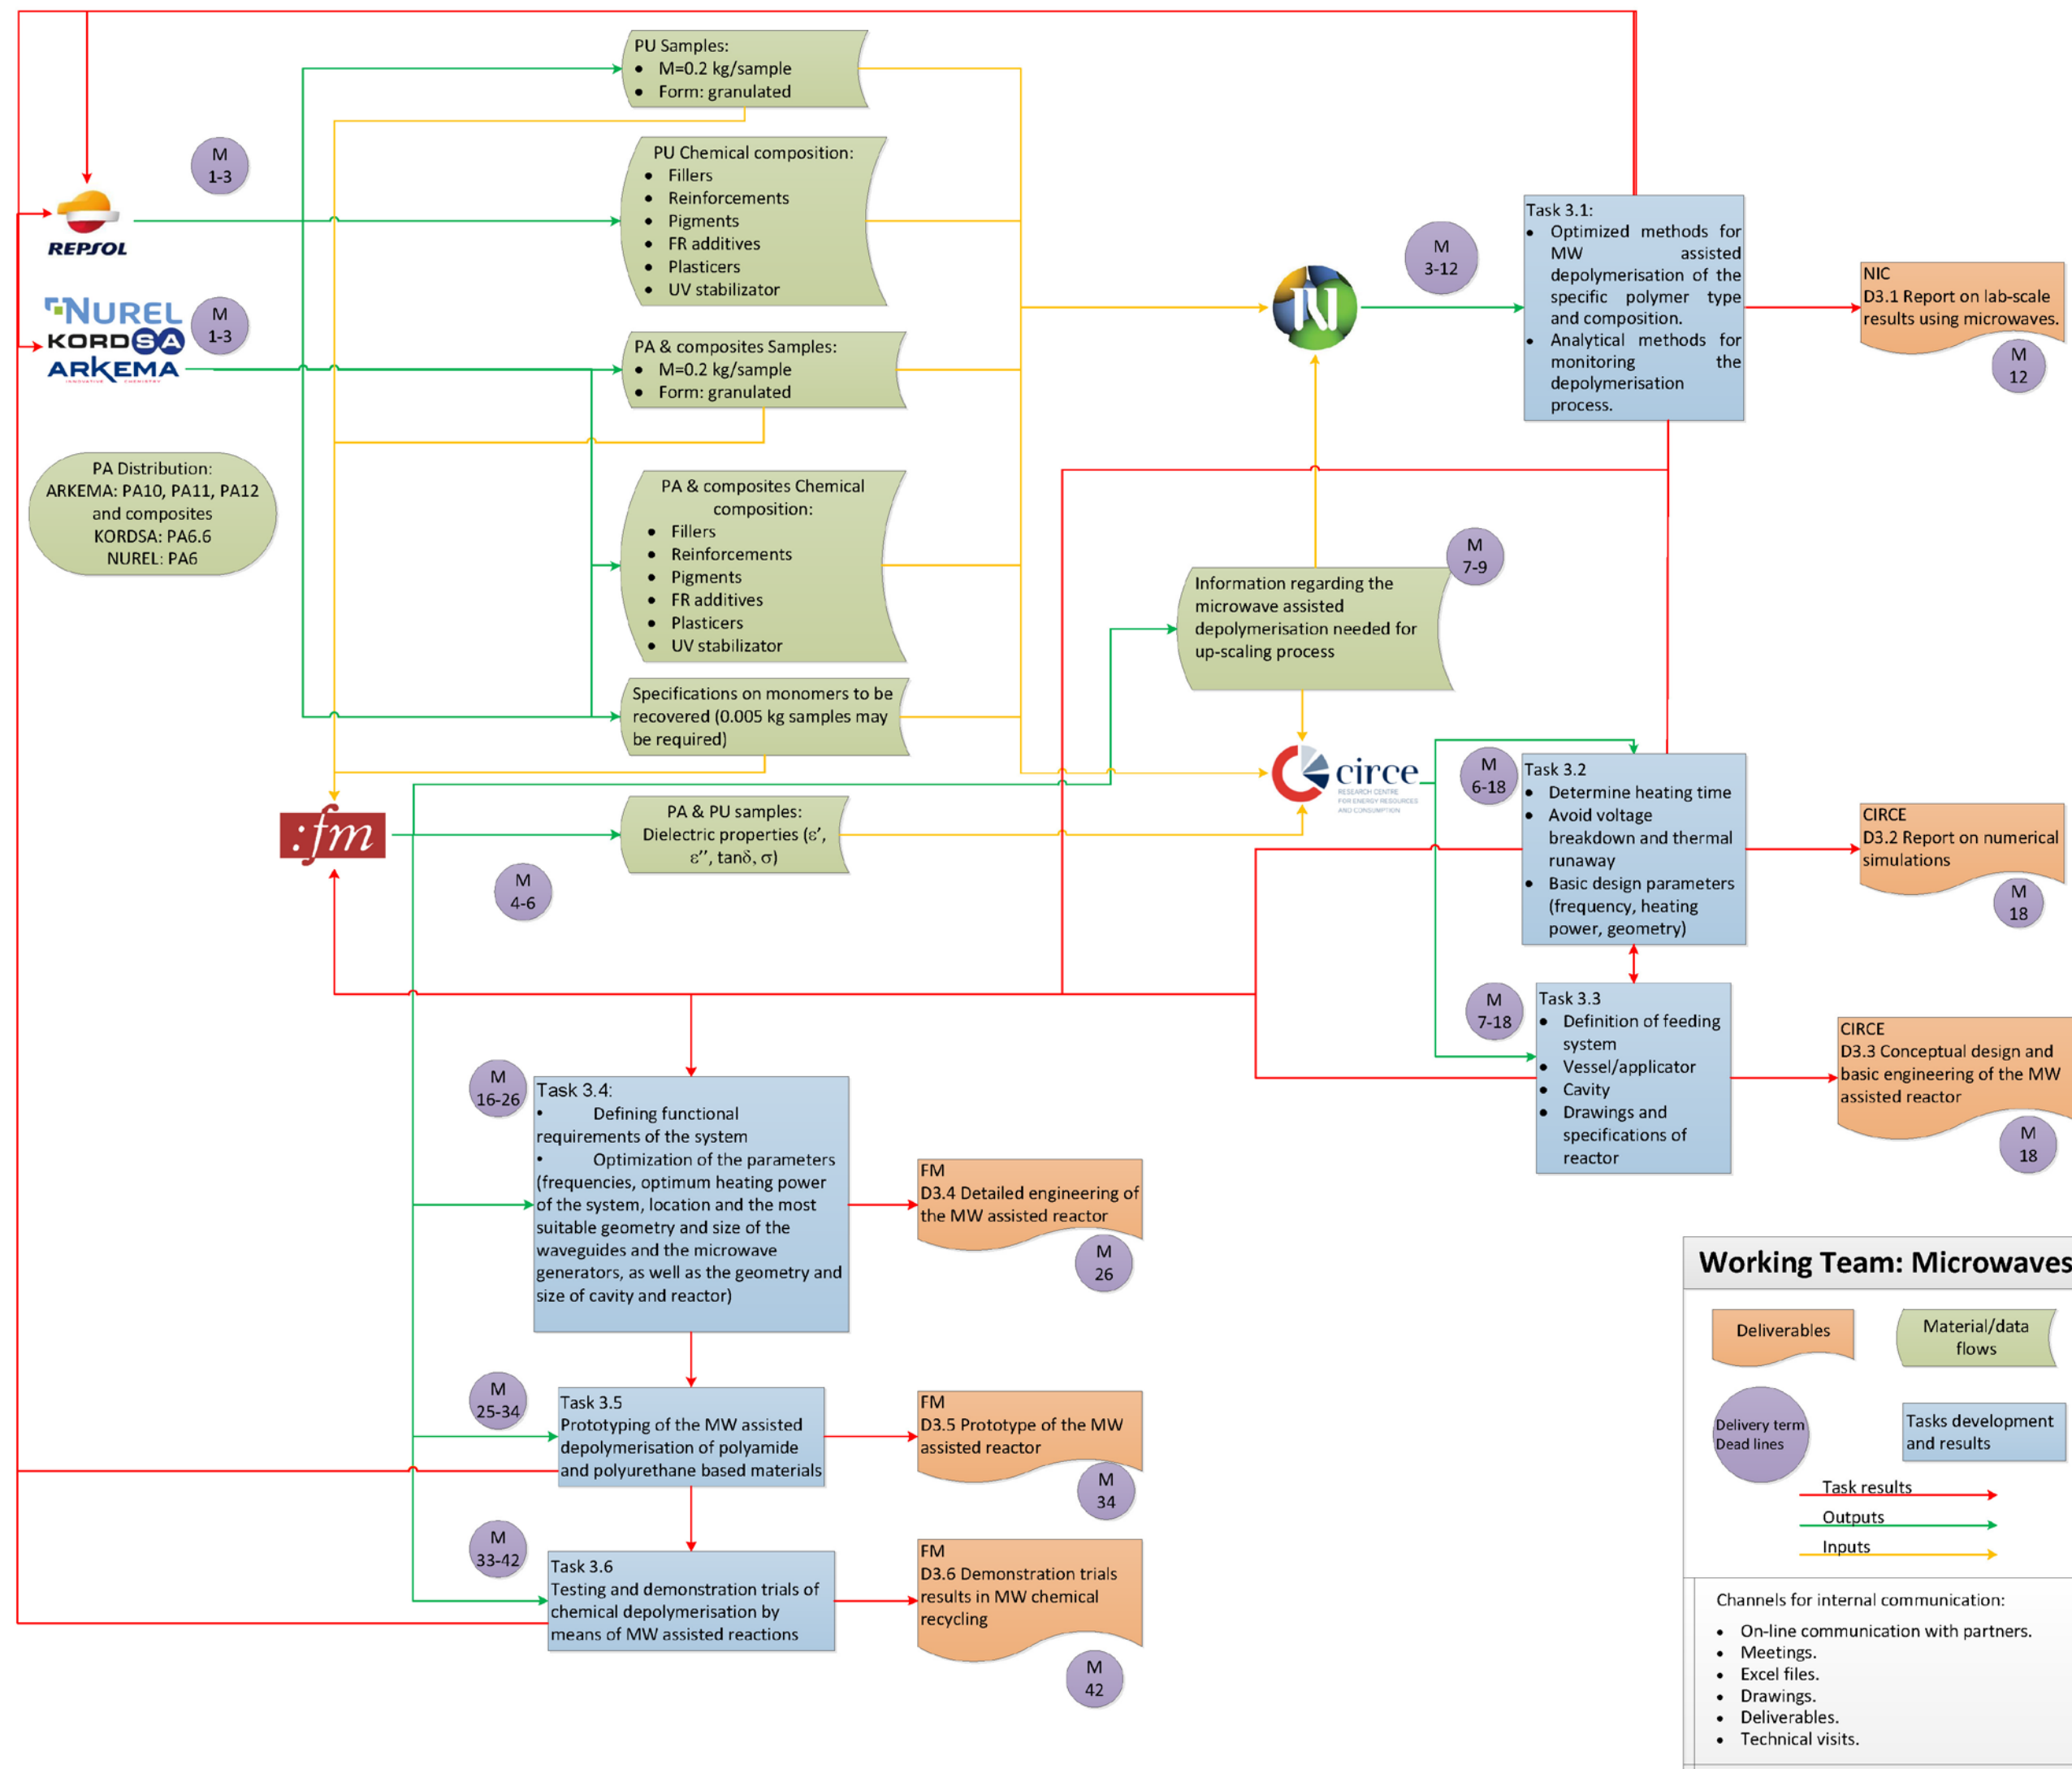 PU Samples:
• M=0.2 kg/sample
• Form: granulated
M
1-3
PU Chemical composition:
• Fillers
• Reinforcements
• Pigments
• FR additives
• Plasticers
• UV stabilizator
REPSOL
NUREL
KORDSA
ARKEMA
INNOVATIVE CHEMISTRY
M
1-3
PA & composites Samples:
• M=0.2 kg/sample
• Form: granulated
PA Distribution:
ARKEMA: PA10, PA11, PA12
and composites
KORDSA: PA6.6
NUREL: PA6
PA & composites Chemical
composition:
• Fillers
• Reinforcements
• Pigments
• FR additives
• Plasticers
• UV stabilizator
Specifications on monomers to be
recovered (0.005 kg samples may
be required)
:fm
PA & PU samples:
Dielectric properties (ε′,
ε′′, tanδ, σ)
M
4-6
N
M
3-12
Task 3.1:
• Optimized methods for
MW assisted
depolymerisation of the
specific polymer type
and composition.
• Analytical methods for
monitoring the
depolymerisation
process.
NIC
D3.1 Report on lab-scale
results using microwaves.
M
12
M
7-9
Information regarding the
microwave assisted
depolymerisation needed for
up-scaling process
circe
RESEARCH CENTRE
FOR ENERGY RESOURCES
AND CONSUMPTION
M
6-18
Task 3.2
• Determine heating time
• Avoid voltage
breakdown and thermal
runaway
• Basic design parameters
(frequency, heating
power, geometry)
CIRCE
D3.2 Report on numerical
simulations
M
18
M
7-18
Task 3.3
• Definition of feeding
system
• Vessel/applicator
• Cavity
• Drawings and
specifications of
reactor
CIRCE
D3.3 Conceptual design and
basic engineering of the MW
assisted reactor
M
18
M
16-26
Task 3.4:
• Defining functional
requirements of the system
• Optimization of the parameters
(frequencies, optimum heating power
of the system, location and the most
suitable geometry and size of the
waveguides and the microwave
generators, as well as the geometry and
size of cavity and reactor)
FM
D3.4 Detailed engineering of
the MW assisted reactor
M
26
M
25-34
Task 3.5
Prototyping of the MW assisted
depolymerisation of polyamide
and polyurethane based materials
FM
D3.5 Prototype of the MW
assisted reactor
M
34
M
33-42
Task 3.6
Testing and demonstration trials of
chemical depolymerisation by
means of MW assisted reactions
FM
D3.6 Demonstration trials
results in MW chemical
recycling
M
42
Working Team: Microwaves
Deliverables
Material/data
flows
Delivery term
Dead lines
Tasks development
and results
Task results
Outputs
Inputs
Channels for internal communication:
• On-line communication with partners.
• Meetings.
• Excel files.
• Drawings.
• Deliverables.
• Technical visits.